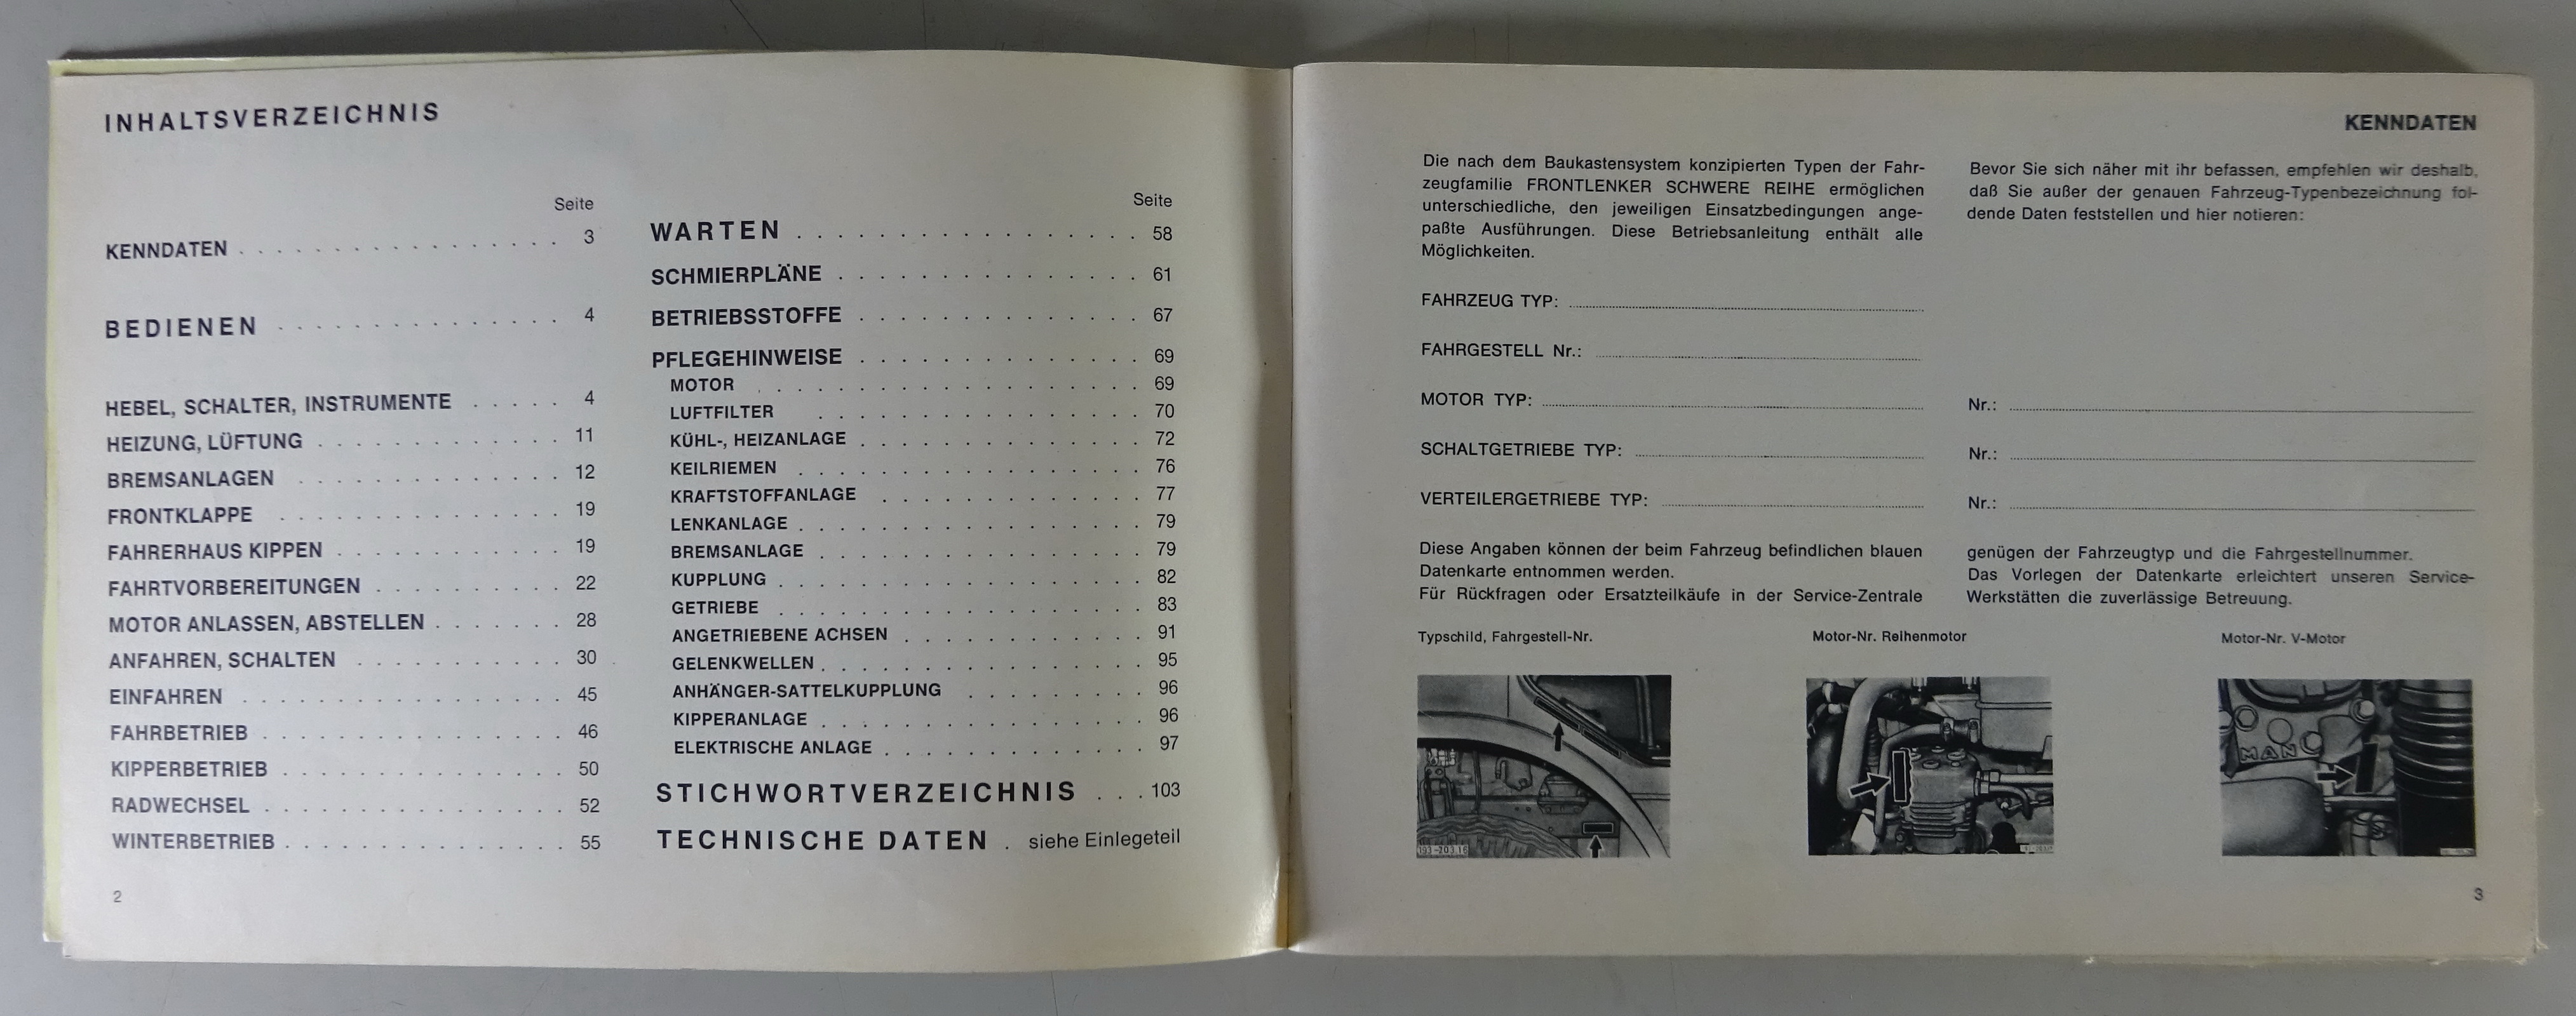 INHALTSVERZEICHNIS
Seite
KENNDATEN . . . . . . . . . . . . . . . . 3
BEDIENEN . . . . . . . . . . . . . . 4
HEBEL, SCHALTER, INSTRUMENTE . . . . . 4
HEIZUNG, LÜFTUNG . . . . . . . . . . . . 11
BREMSANLAGEN . . . . . . . . . . . . . 12
FRONTKLAPPE . . . . . . . . . . . . . . 19
FAHRERHAUS KIPPEN . . . . . . . . . . . 19
FAHRTVORBEREITUNGEN . . . . . . . . . 22
MOTOR ANLASSEN, ABSTELLEN . . . . . . . 28
ANFAHREN, SCHALTEN . . . . . . . . . . 30
EINFAHREN . . . . . . . . . . . . . . . . 45
FAHRBETRIEB . . . . . . . . . . . . . . . 46
KIPPERBETRIEB . . . . . . . . . . . . . . 50
RADWECHSEL . . . . . . . . . . . . . . . 52
WINTERBETRIEB . . . . . . . . . . . . . . 55
2
Seite
WARTEN . . . . . . . . . . . . . . . . . 58
SCHMIERPLÄNE . . . . . . . . . . . . . . . 61
BETRIEBSSTOFFE . . . . . . . . . . . . . . 67
PFLEGEHINWEISE . . . . . . . . . . . . . . 69
MOTOR . . . . . . . . . . . . . . . . . . 69
LUFTFILTER . . . . . . . . . . . . . . . . 70
KÜHL-, HEIZANLAGE . . . . . . . . . . . . . . 72
KEILRIEMEN . . . . . . . . . . . . . . . . . 76
KRAFTSTOFFANLAGE . . . . . . . . . . . . . 77
LENKANLAGE . . . . . . . . . . . . . . . . . 79
BREMSANLAGE . . . . . . . . . . . . . . . . 79
KUPPLUNG . . . . . . . . . . . . . . . . . . 82
GETRIEBE . . . . . . . . . . . . . . . . . . 83
ANGETRIEBENE ACHSEN . . . . . . . . . . . . 91
GELENKWELLEN . . . . . . . . . . . . . . . . 95
ANHÄNGER-SATTELKUPPLUNG . . . . . . . . . 96
KIPPERANLAGE . . . . . . . . . . . . . . . . 96
ELEKTRISCHE ANLAGE . . . . . . . . . . . . . 97
STICHWORTVERZEICHNIS . . . 103
TECHNISCHE DATEN . siehe Einlegeteil
KENNDATEN
Die nach dem Baukastensystem konzipierten Typen der Fahr-
zeugfamilie FRONTLENKER SCHWERE REIHE ermöglichen
unterschiedliche, den jeweiligen Einsatzbedingungen ange-
paßte Ausführungen. Diese Betriebsanleitung enthält alle
Möglichkeiten.
Bevor Sie sich näher mit ihr befassen, empfehlen wir deshalb,
daß Sie außer der genauen Fahrzeug-Typenbezeichnung fol-
dende Daten feststellen und hier notieren:
FAHRZEUG TYP:
FAHRGESTELL Nr.:
MOTOR TYP: Nr.:
SCHALTGETRIEBE TYP: Nr.:
VERTEILERGETRIEBE TYP: Nr.:
Diese Angaben können der beim Fahrzeug befindlichen blauen
Datenkarte entnommen werden.
Für Rückfragen oder Ersatzteilkäufe in der Service-Zentrale
genügen der Fahrzeugtyp und die Fahrgestellnummer.
Das Vorlegen der Datenkarte erleichtert unseren Service-
Werkstätten die zuverlässige Betreuung.
Typschild, Fahrgestell-Nr.
Motor-Nr. Reihenmotor
Motor-Nr. V-Motor
MAN
3